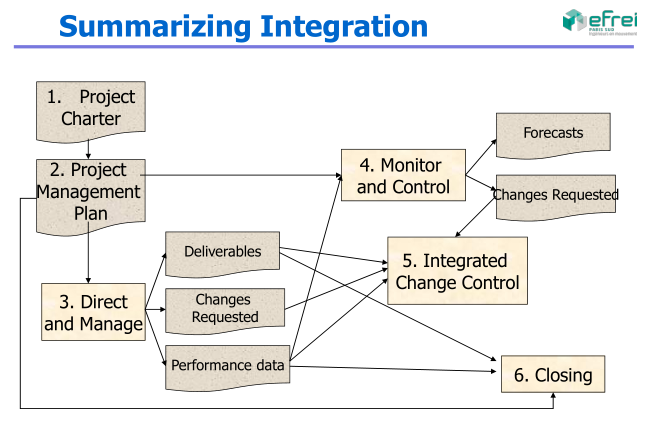 Summarizing Integration
efrei
PARIS SUD
1. Project
Charter
2. Project
Management
Plan
3. Direct
and Manage
Deliverables
Changes
Requested
Performance data
4. Monitor
and Control
Forecasts
Changes Requested
5. Integrated
Change Control
6. Closing